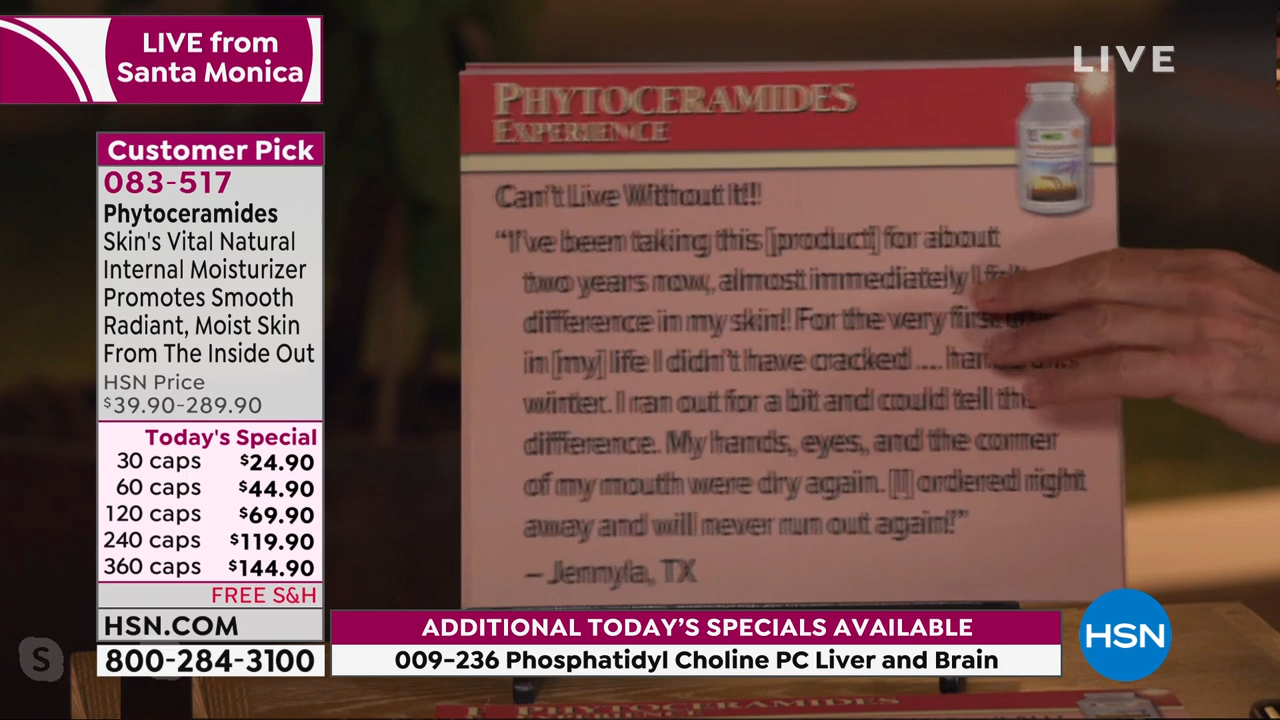 LIVE from
Santa Monica
LIVE
Customer Pick
083-517
Phytoceramides
Skin's Vital Natural
Internal Moisturizer
Promotes Smooth
Radiant, Moist Skin
From The Inside Out
HSN Price
$39.90-289.90
Today's Special
30 caps $24.90
60 caps $44.90
120 caps $69.90
240 caps $119.90
360 caps $144.90
FREE S&H
HSN.COM
800-284-3100
PHYTOCERAMIDES
EXPERIENCE
Can't Live Without It!!
“I've been taking this [product] for about
two years now, almost immediately I
difference in my skin!! For the very first
in [my] life I didn't have cracked ....
winter. I ran out for a bit and could tell the
difference. My hands, eyes, and the corner
of my mouth were dry again. [I] ordered right
away and will never run out again!!”
– Jennyla, TX
ADDITIONAL TODAY'S SPECIALS AVAILABLE
009-236 Phosphatidyl Choline PC Liver and Brain
HSN
S
PHYTOCERAMIDES
EXPERIENCE